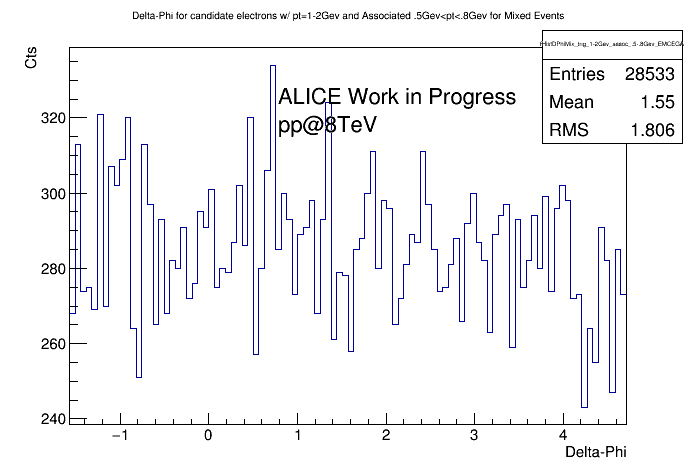 Delta-Phi for candidate electrons w/ pt=1-2Gev and Associated .5Gev<pt<.8Gev for Mixed Events
Cts
Entries 28533
Mean 1.55
RMS 1.806
ALICE Work in Progress
pp@8TeV
320
300
280
260
240
−1 0 1 2 3 4
Delta-Phi